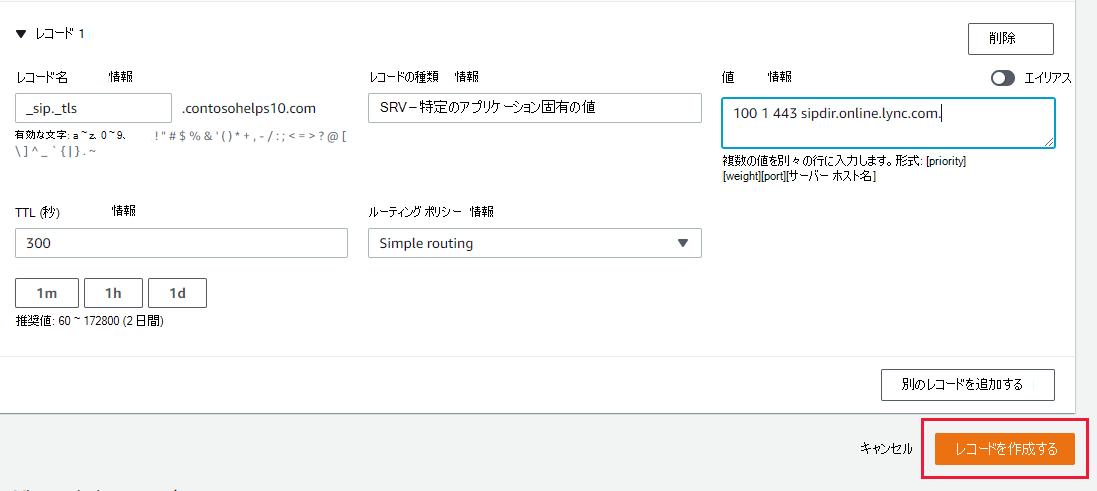 ▼ レコード 1
削除
レコード名 情報
レコードの種類 情報
値 情報
エイリアス
_sip._tls .contosohelps10.com
SRV – 特定のアプリケーション固有の値
100 1 443 sipdir.online.lync.com.
有効な文字: a ~ z、0 ~ 9、 ! " # $ % & ' ( ) * + , - / : ; < = > ? @ [
\ ] ^ _ ` { | } . ~
複数の値を別々の行に入力します。形式: [priority]
[weight][port][サーバー ホスト名]
TTL (秒) 情報
ルーティング ポリシー 情報
300
Simple routing
1m 1h 1d
推奨値: 60 ~ 172800 (2 日間)
別のレコードを追加する
キャンセル
レコードを作成する